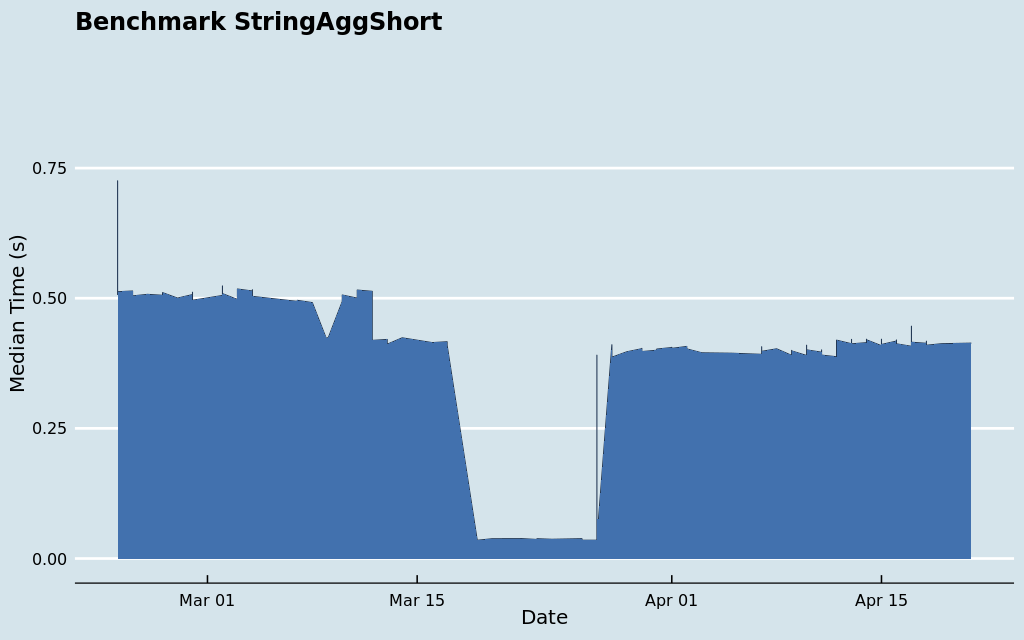 Benchmark StringAggShort
0.75
0.50
0.25
0.00
Median Time (s)
Mar 01
Mar 15
Apr 01
Apr 15
Date